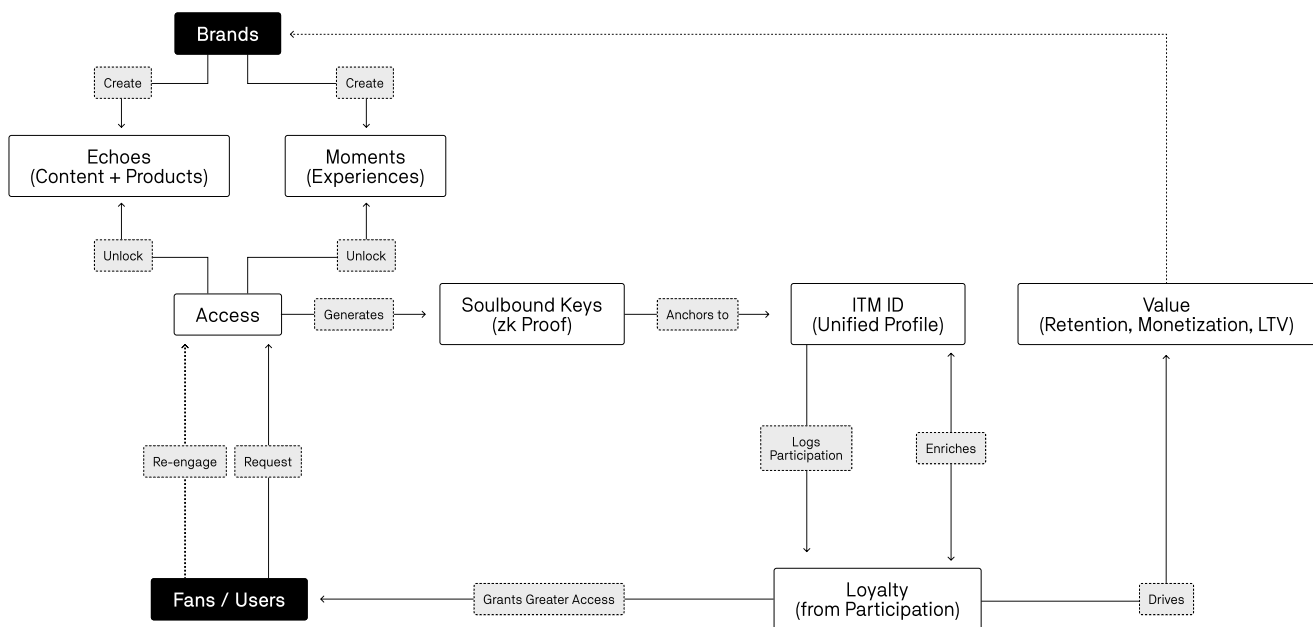 Brands
Create
Create
Echoes
(Content + Products)
Moments
(Experiences)
Unlock
Unlock
Access
Generates
Soulbound Keys
(zk Proof)
Anchors to
ITM ID
(Unified Profile)
Value
(Retention, Monetization, LTV)
Re-engage
Request
Logs
Participation
Enriches
Fans / Users
Grants Greater Access
Loyalty
(from Participation)
Drives